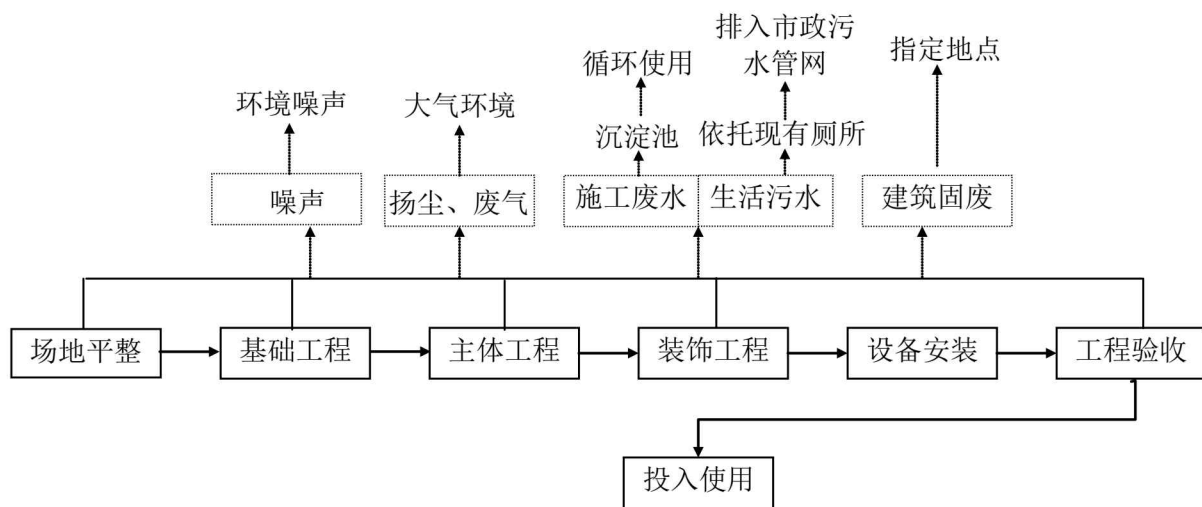 排入市政污
水管网
指定地点
循环使用
环境噪声
大气环境
沉淀池
依托现有厕所
噪声
扬尘、废气
施工废水
生活污水
建筑固废
场地平整
基础工程
主体工程
装饰工程
设备安装
工程验收
投入使用